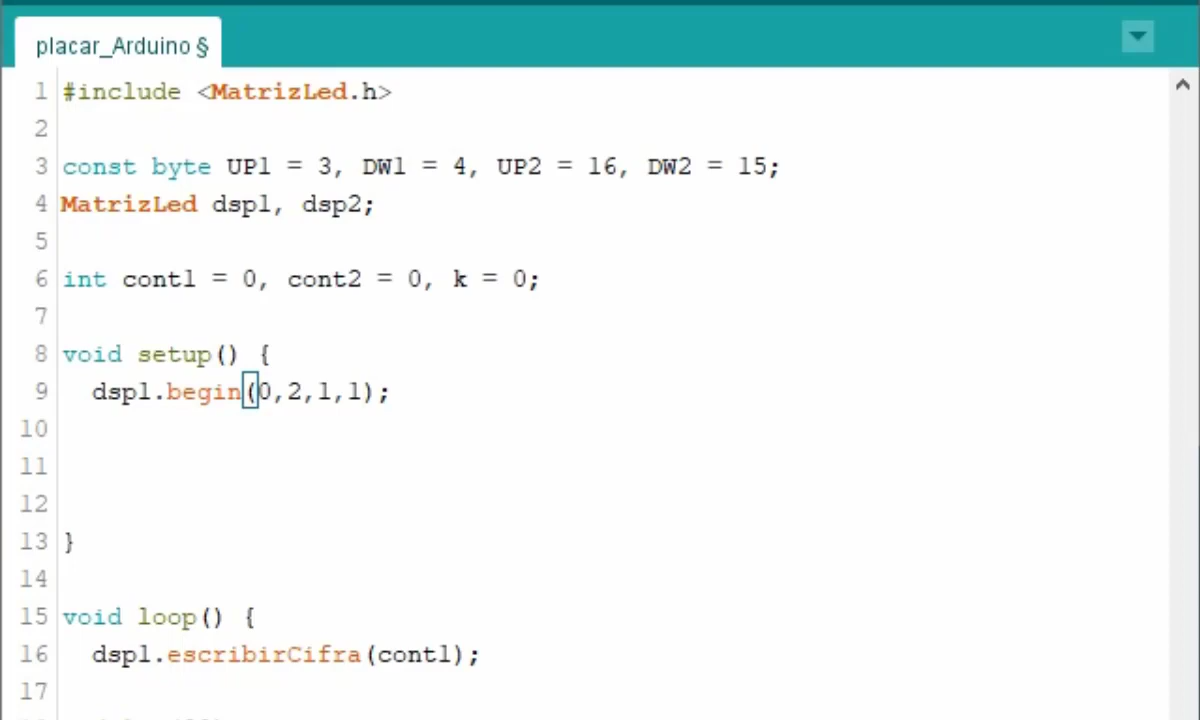 placar_Arduino §
1 #include <MatrizLed.h>
2
3 const byte UP1 = 3, DW1 = 4, UP2 = 16, DW2 = 15;
4 MatrizLed dsp1, dsp2;
5
6 int cont1 = 0, cont2 = 0, k = 0;
7
8 void setup() {
9 dsp1.begin(0,2,1,1);
10
11
12
13 }
14
15 void loop() {
16 dsp1.escribirCifra(cont1);
17